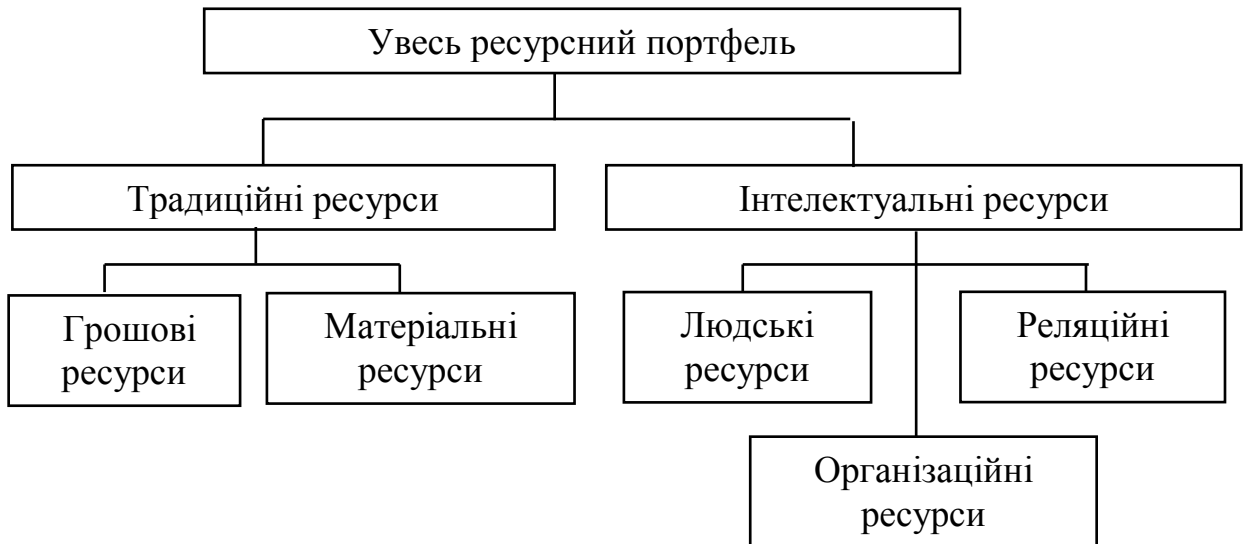 Увесь ресурсний портфель
Традиційні ресурси
Інтелектуальні ресурси
Грошові
ресурси
Матеріальні
ресурси
Людські
ресурси
Реляційні
ресурси
Організаційні
ресурси